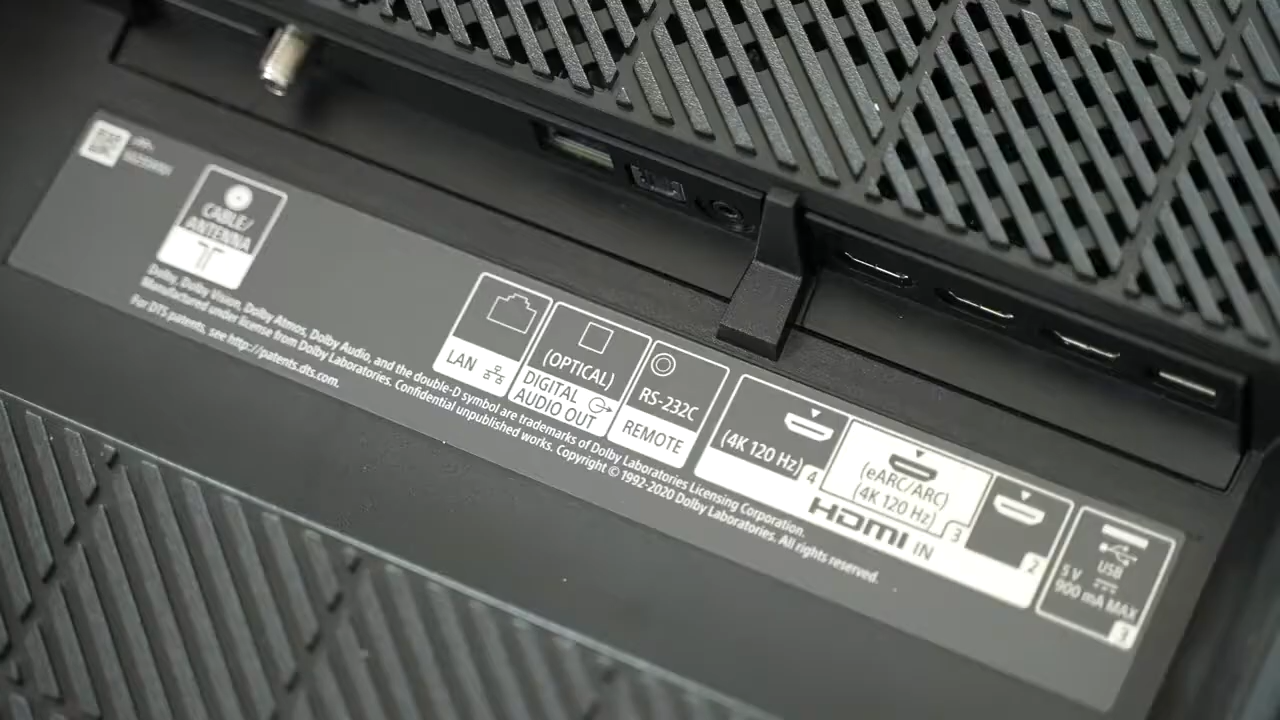 CABLE/
ANTENNA
LAN
(OPTICAL)
DIGITAL
AUDIO OUT
RS-232C
REMOTE
(4K 120 Hz)
4
(eARC/ARC)
(4K 120 Hz)
3
2
HDMI IN
USB
5 V
900 mA MAX
Dolby, Dolby Vision, Dolby Atmos, Dolby Audio, and the double-D symbol are trademarks of Dolby Laboratories Licensing Corporation.
Manufactured under license from Dolby Laboratories. Confidential unpublished works. Copyright © 1992-2020 Dolby Laboratories. All rights reserved.
For DTS patents, see http://patents.dts.com.